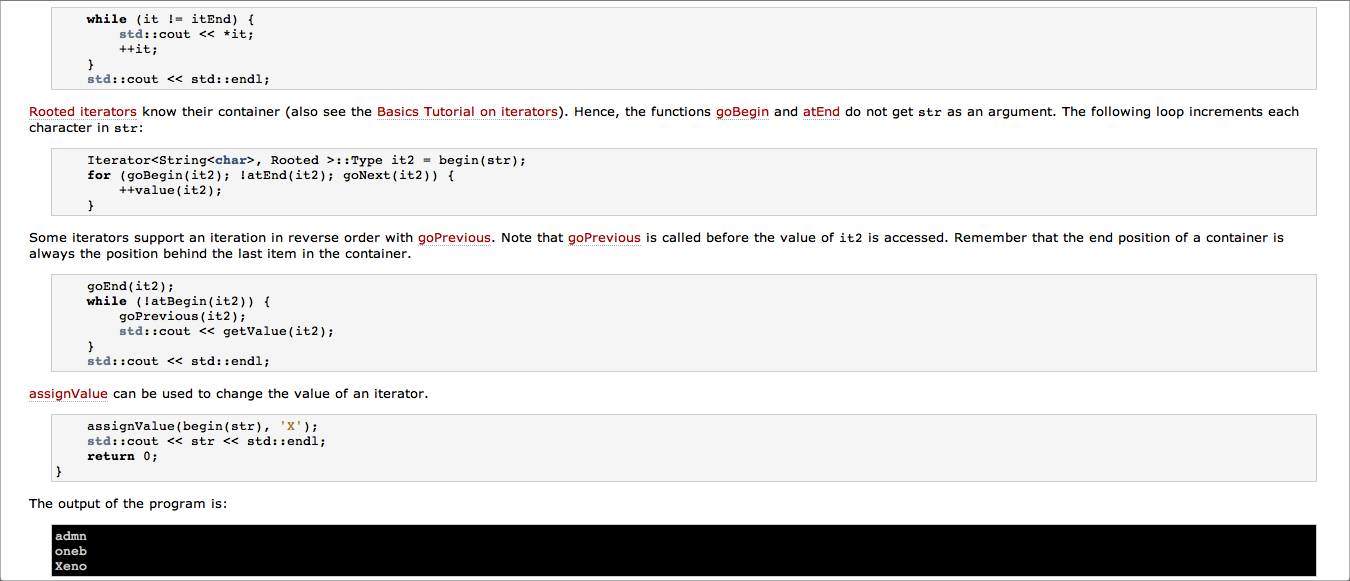 while (it != itEnd) {
std::cout << *it;
++it;
}
std::cout << std::endl;
Rooted iterators know their container (also see the Basics Tutorial on iterators). Hence, the functions goBegin and atEnd do not get str as an argument. The following loop increments each
character in str:
Iterator<String<char>, Rooted >::Type it2 = begin(str);
for (goBegin(it2); !atEnd(it2); goNext(it2)) {
++value(it2);
}
Some iterators support an iteration in reverse order with goPrevious. Note that goPrevious is called before the value of it2 is accessed. Remember that the end position of a container is
always the position behind the last item in the container.
goEnd(it2);
while (!atBegin(it2)) {
goPrevious(it2);
std::cout << getValue(it2);
}
std::cout << std::endl;
assignValue can be used to change the value of an iterator.
assignValue(begin(str), 'X');
std::cout << str << std::endl;
return 0;
}
The output of the program is:
admn
oneb
Xeno